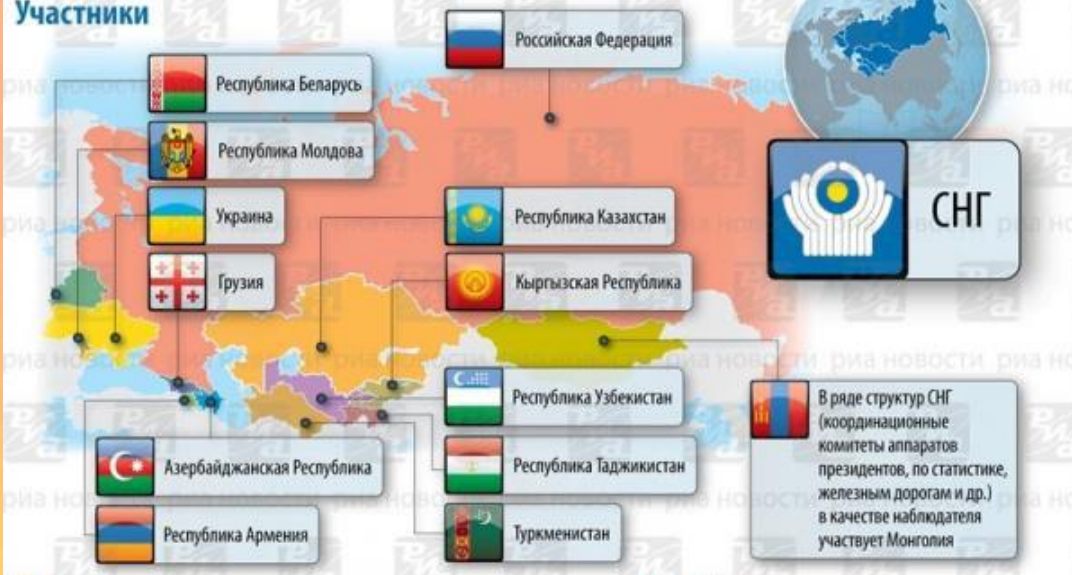 Участники
Российская Федерация
Республика Беларусь
Республика Молдова
Украина
Грузия
Республика Казахстан
Кыргызская Республика
СНГ
Республика Узбекистан
Республика Таджикистан
Туркменистан
Азербайджанская Республика
Республика Армения
В ряде структур СНГ
(координационные
комитеты аппаратов
президентов, по статистике,
железным дорогам и др.)
в качестве наблюдателя
участвует Монголия
риа новости